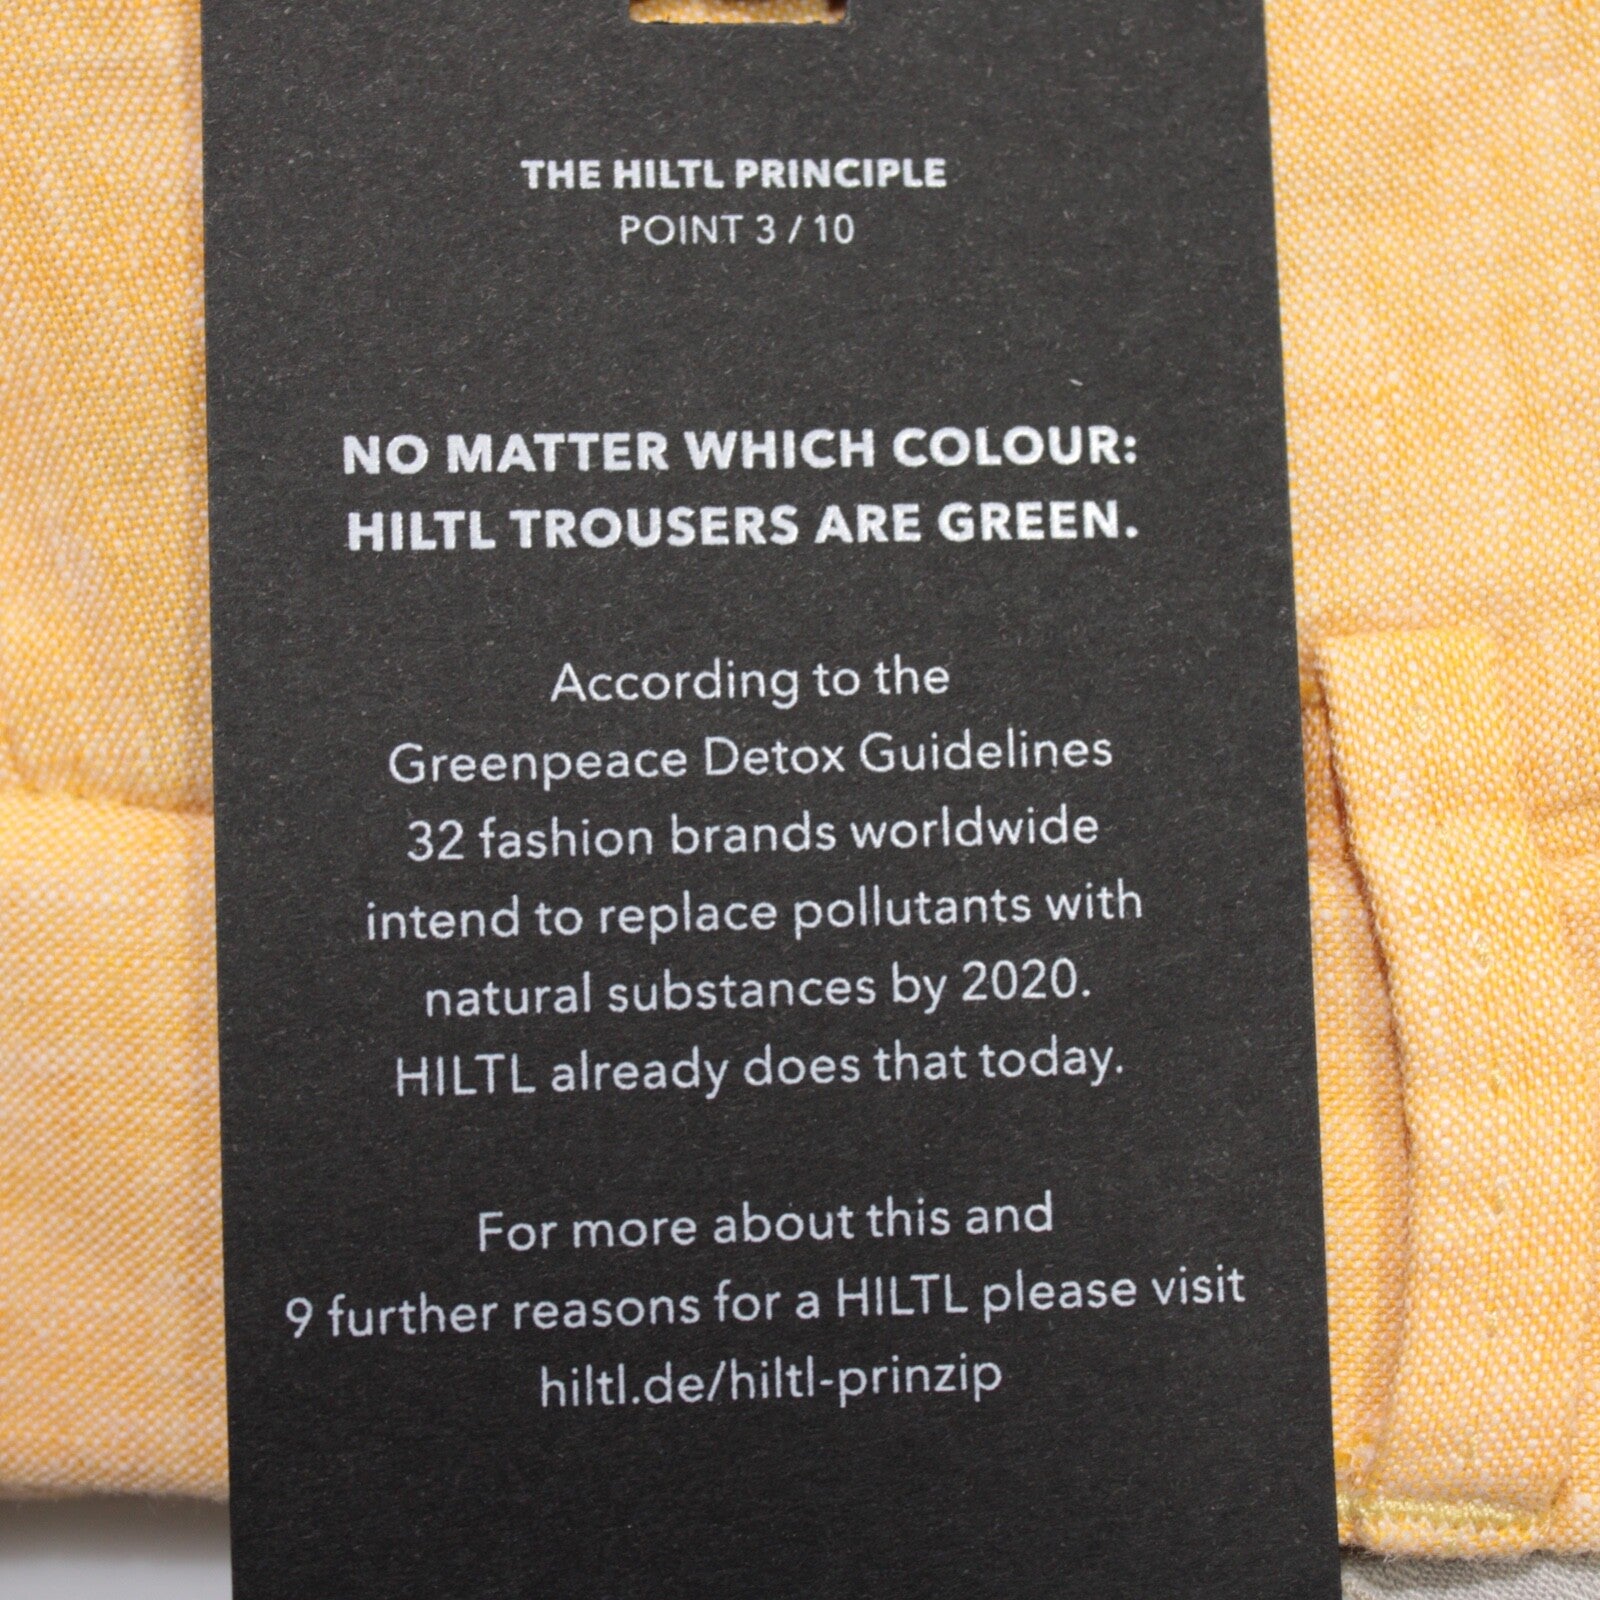 THE HILTL PRINCIPLE
POINT 3 / 10
NO MATTER WHICH COLOUR:
HILTL TROUSERS ARE GREEN.
According to the
Greenpeace Detox Guidelines
32 fashion brands worldwide
intend to replace pollutants with
natural substances by 2020.
HILTL already does that today.
For more about this and
9 further reasons for a HILTL please visit
hiltl.de/hiltl-prinzip